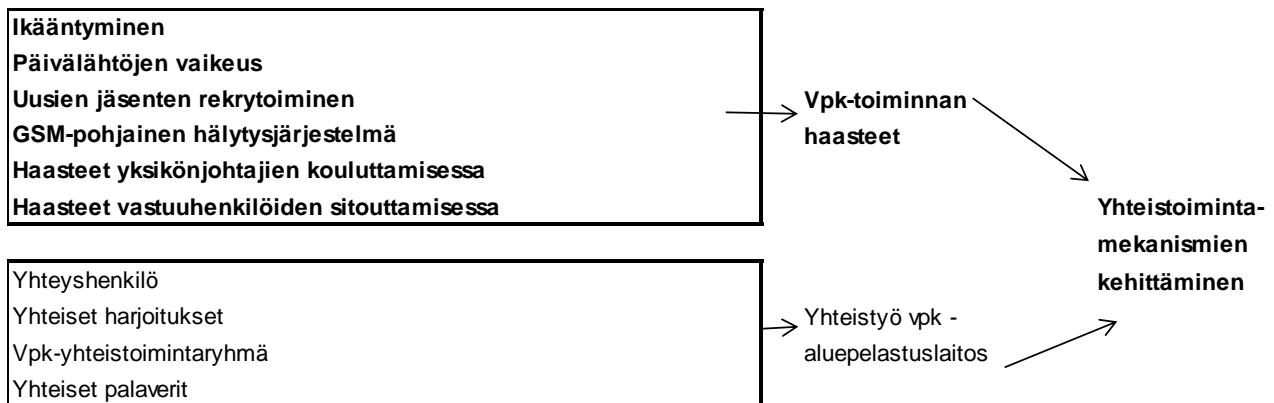 Ikääntyminen
Päivälähtöjen vaikeus
Uusien jäsenten rekrytoiminen
GSM-pohjainen hälytysjärjestelmä
Haasteet yksikönjohtajien kouluttamisessa
Haasteet vastuuhenkilöiden sitouttamisessa
Vpk-toiminnan
haasteet
Yhteyshenkilö
Yhteiset harjoitukset
Vpk-yhteistoimintaryhmä
Yhteiset palaverit
Yhteistyö vpk -
aluepelastuslaitos
Yhteistoiminta-
mekanismien
kehittäminen